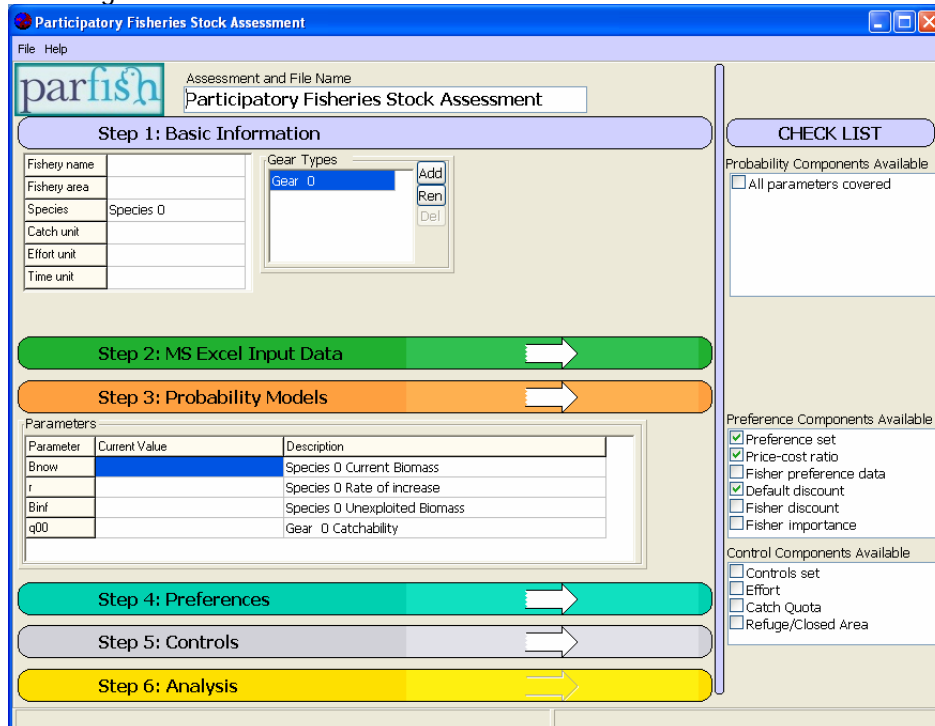 Participatory Fisheries Stock Assessment
File Help
parfish
Assessment and File Name
Participatory Fisheries Stock Assessment
Step 1: Basic Information
Fishery name
Fishery area
Species Species 0
Catch unit
Effort unit
Time unit
Gear Types
Gear 0
Add
Ren
Del
Step 2: MS Excel Input Data
Step 3: Probability Models
Parameters
Parameter Current Value Description
Bnow Species 0 Current Biomass
r Species 0 Rate of increase
Binf Species 0 Unexploited Biomass
q00 Gear 0 Catchability
Step 4: Preferences
Step 5: Controls
Step 6: Analysis
CHECK LIST
Probability Components Available
All parameters covered
Preference Components Available
Preference set
Price-cost ratio
Fisher preference data
Default discount
Fisher discount
Fisher importance
Control Components Available
Controls set
Effort
Catch Quota
Refuge/Closed Area